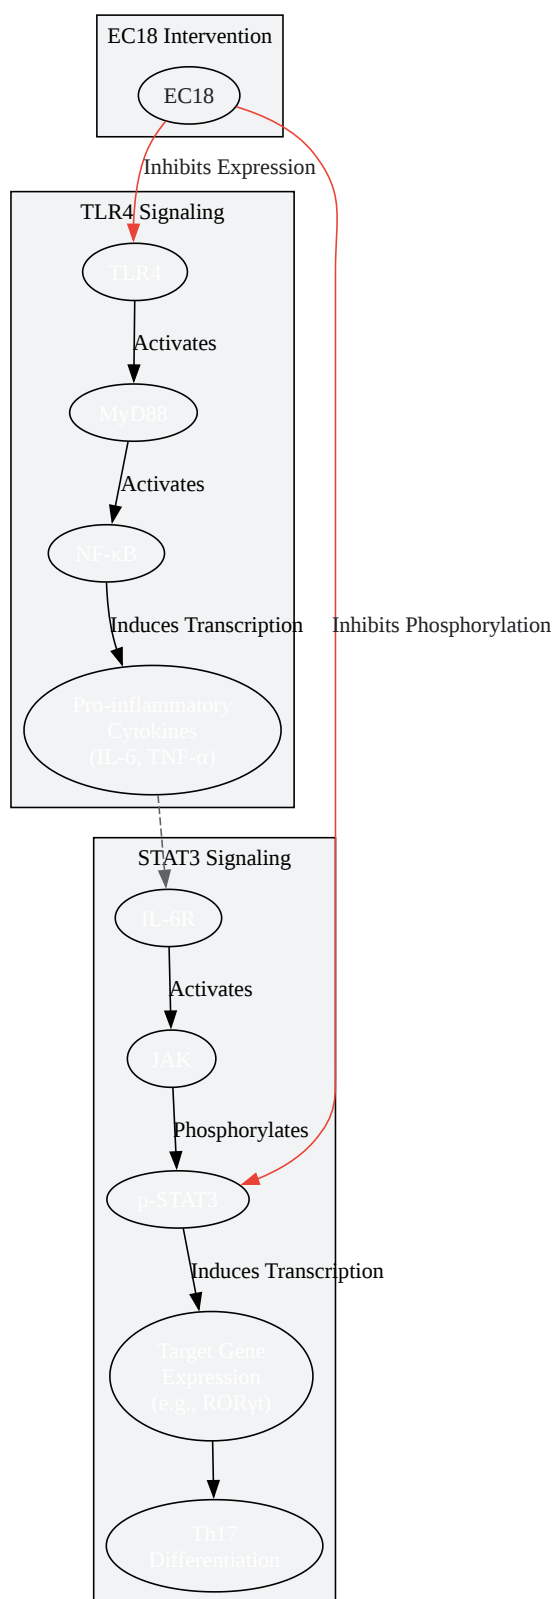 EC18 Intervention
EC18
Inhibits Expression
TLR4 Signaling
TLR4
Activates
MyD88
Activates
NF-κB
Induces Transcription
Inhibits Phosphorylation
Pro-inflammatory
Cytokines
(IL-6, TNF-α)
STAT3 Signaling
IL-6R
Activates
JAK
Phosphorylates
p-STAT3
Induces Transcription
Target Gene
Expression
(e.g., RORγt)
Th17
Differentiation